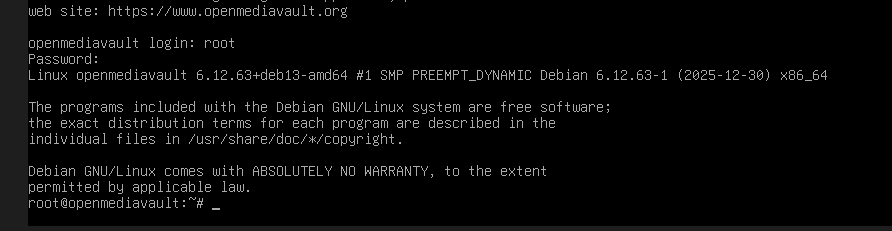 web site: https://www.openmediavault.org
openmediavault login: root
Password:
Linux openmediavault 6.12.63+deb13-amd64 #1 SMP PREEMPT_DYNAMIC Debian 6.12.63-1 (2025-12-30) x86_64
The programs included with the Debian GNU/Linux system are free software;
the exact distribution terms for each program are described in the
individual files in /usr/share/doc/*/copyright.
Debian GNU/Linux comes with ABSOLUTELY NO WARRANTY, to the extent
permitted by applicable law.
root@openmediavault:~# _